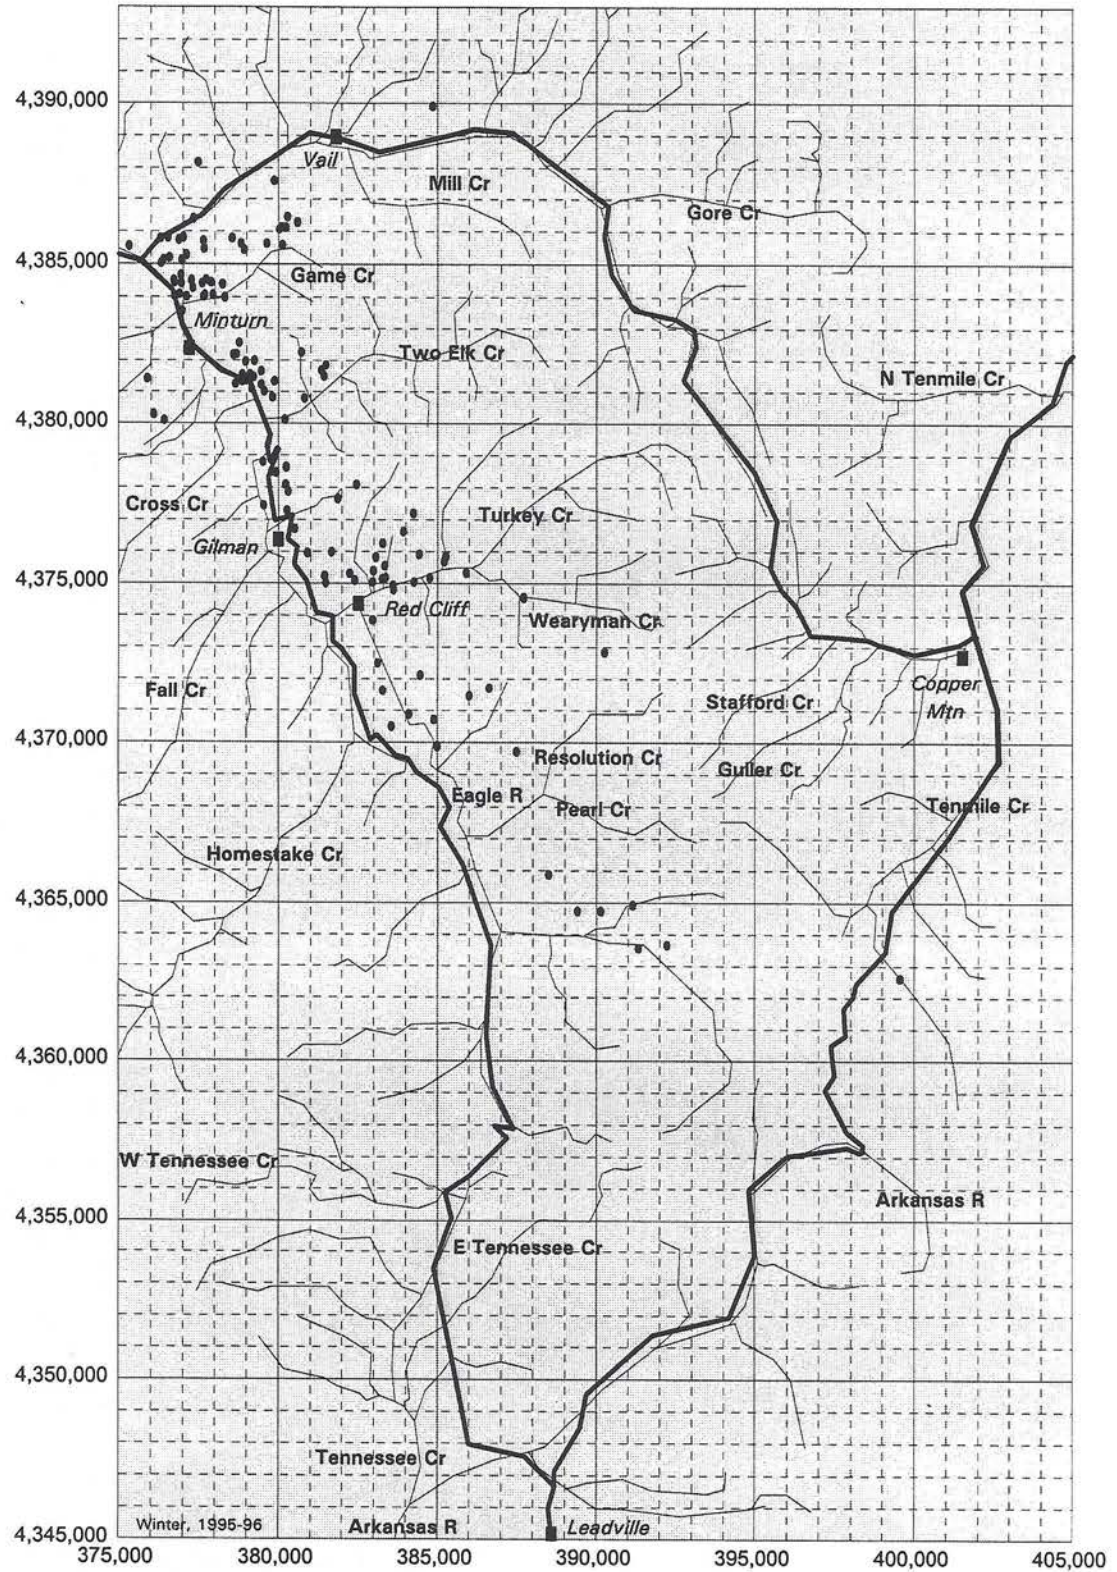 4,390,000
Vail
Mill Cr
Gore Cr
4,385,000
Game Cr
Minturn
Two Elk Cr
N Tenmile Cr
4,380,000
Cross Cr
Turkey Cr
Gilman
4,375,000
Red Cliff
Wearyman Cr
Fall Cr
Copper
Mtn
Stafford Cr
4,370,000
Resolution Cr
Guller Cr
Eagle R
Pearl Cr
Tenmile Cr
Homestake Cr
4,365,000
4,360,000
W Tennessee Cr
Arkansas R
4,355,000
E Tennessee Cr
4,350,000
Tennessee Cr
Winter, 1995-96
Arkansas R
Leadville
4,345,000
375,000 380,000 385,000 390,000 395,000 400,000 405,000